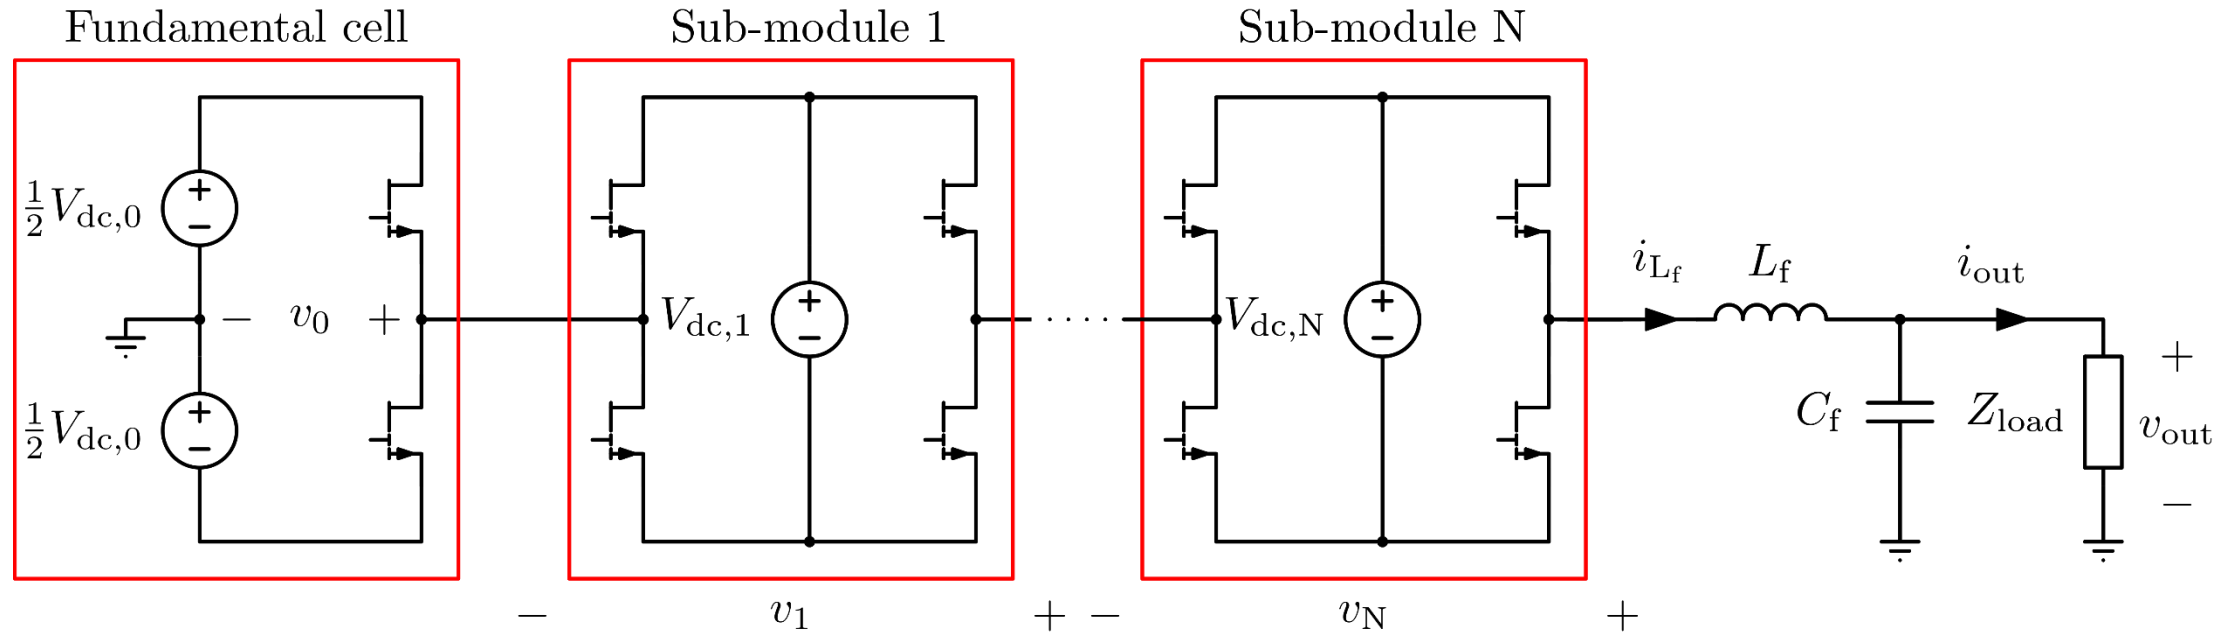 Fundamental cell
Sub-module 1
Sub-module N
½V_dc,0
− v_0 +
½V_dc,0
V_dc,1
· · · ·
V_dc,N
i_Lf
L_f
i_out
C_f
Z_load
+
v_out
−
− v_1 +
− v_N +